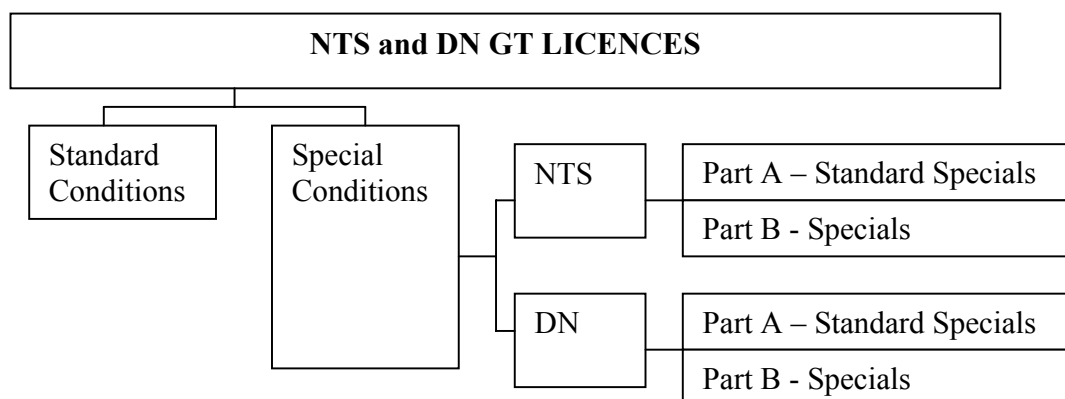 NTS and DN GT LICENCES
Standard
Conditions
Special
Conditions
NTS
Part A – Standard Specials
Part B - Specials
DN
Part A – Standard Specials
Part B - Specials